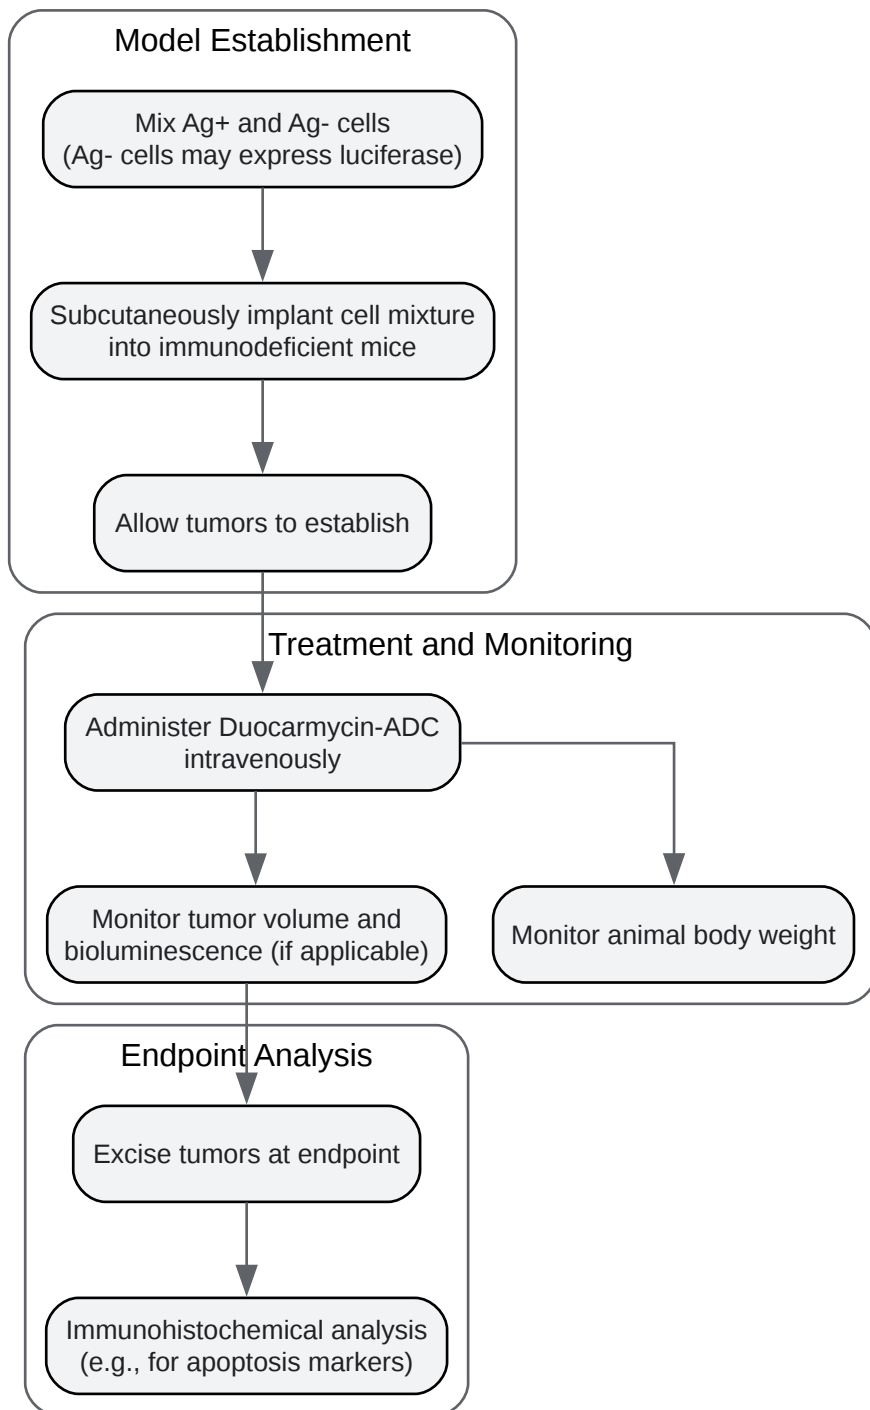 Model Establishment
Mix Ag+ and Ag- cells
(Ag- cells may express luciferase)
Subcutaneously implant cell mixture
into immunodeficient mice
Allow tumors to establish
Treatment and Monitoring
Administer Duocarmycin-ADC
intravenously
Monitor tumor volume and
bioluminescence (if applicable)
Monitor animal body weight
Endpoint Analysis
Excise tumors at endpoint
Immunohistochemical analysis
(e.g., for apoptosis markers)